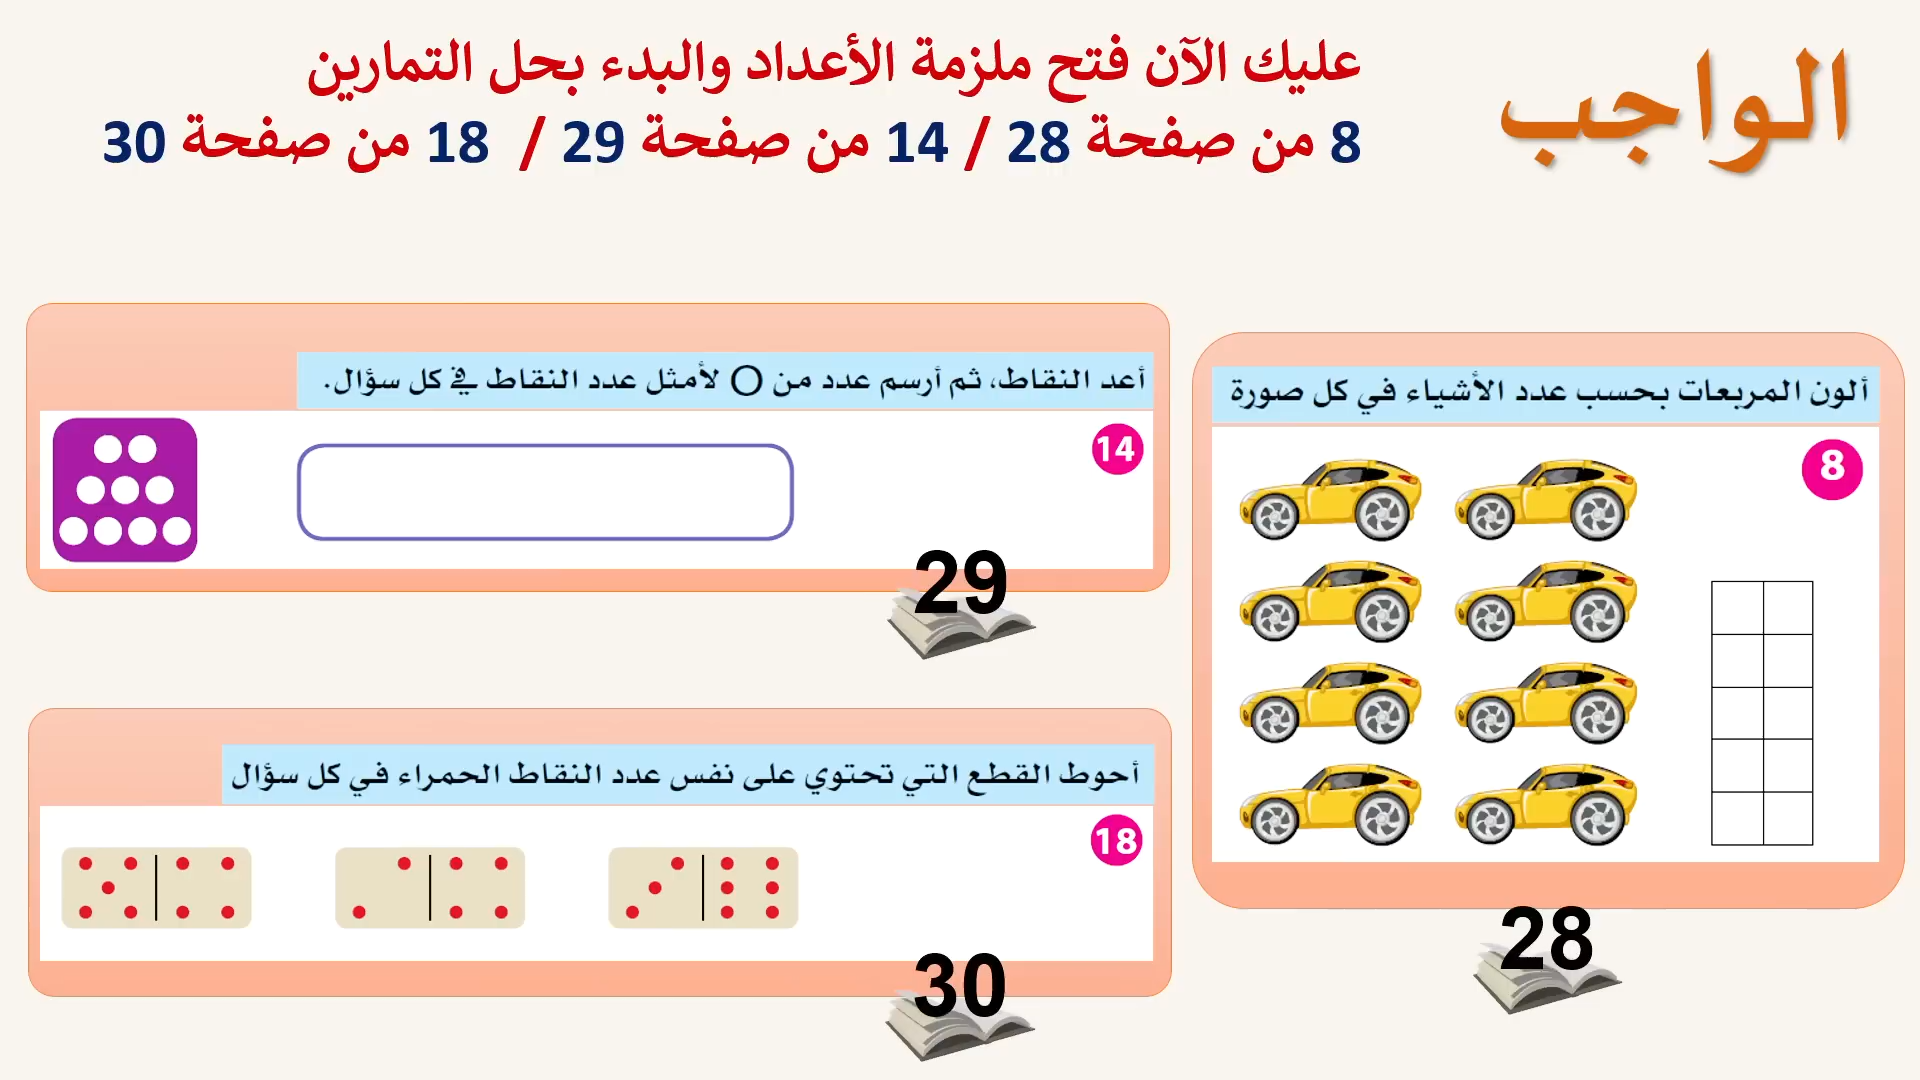 الواجب
عليك الآن فتح ملزمة الأعداد والبدء بحل التمارين
8 من صفحة 28 / 14 من صفحة 29 / 18 من صفحة 30
ألون المربعات بحسب عدد الأشياء في كل صورة
8
28
أعد النقاط، ثم أرسم عدد من ○ لأمثل عدد النقاط في كل سؤال.
14
29
أحوط القطع التي تحتوي على نفس عدد النقاط الحمراء في كل سؤال
18
30